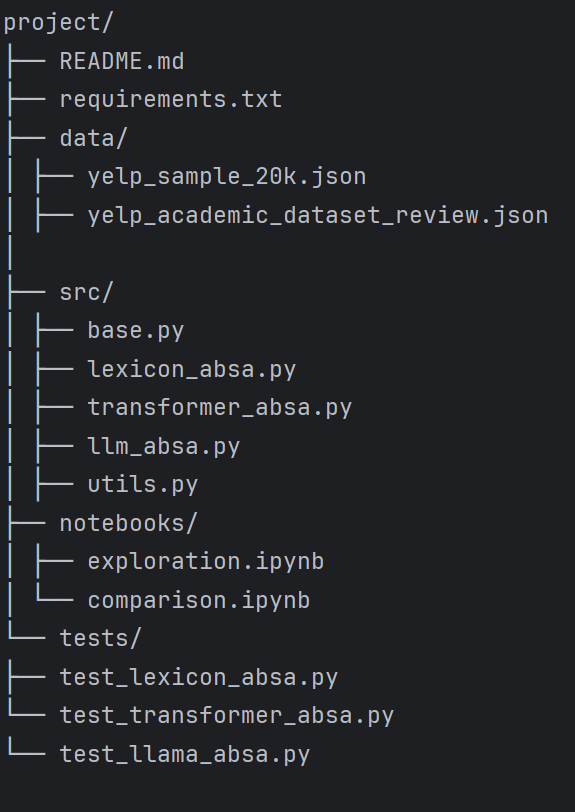 project/
├── README.md
├── requirements.txt
├── data/
│ ├── yelp_sample_20k.json
│ ├── yelp_academic_dataset_review.json
│
├── src/
│ ├── base.py
│ ├── lexicon_absa.py
│ ├── transformer_absa.py
│ ├── llm_absa.py
│ ├── utils.py
├── notebooks/
│ ├── exploration.ipynb
│ └── comparison.ipynb
└── tests/
├── test_lexicon_absa.py
└── test_transformer_absa.py
└── test_llama_absa.py